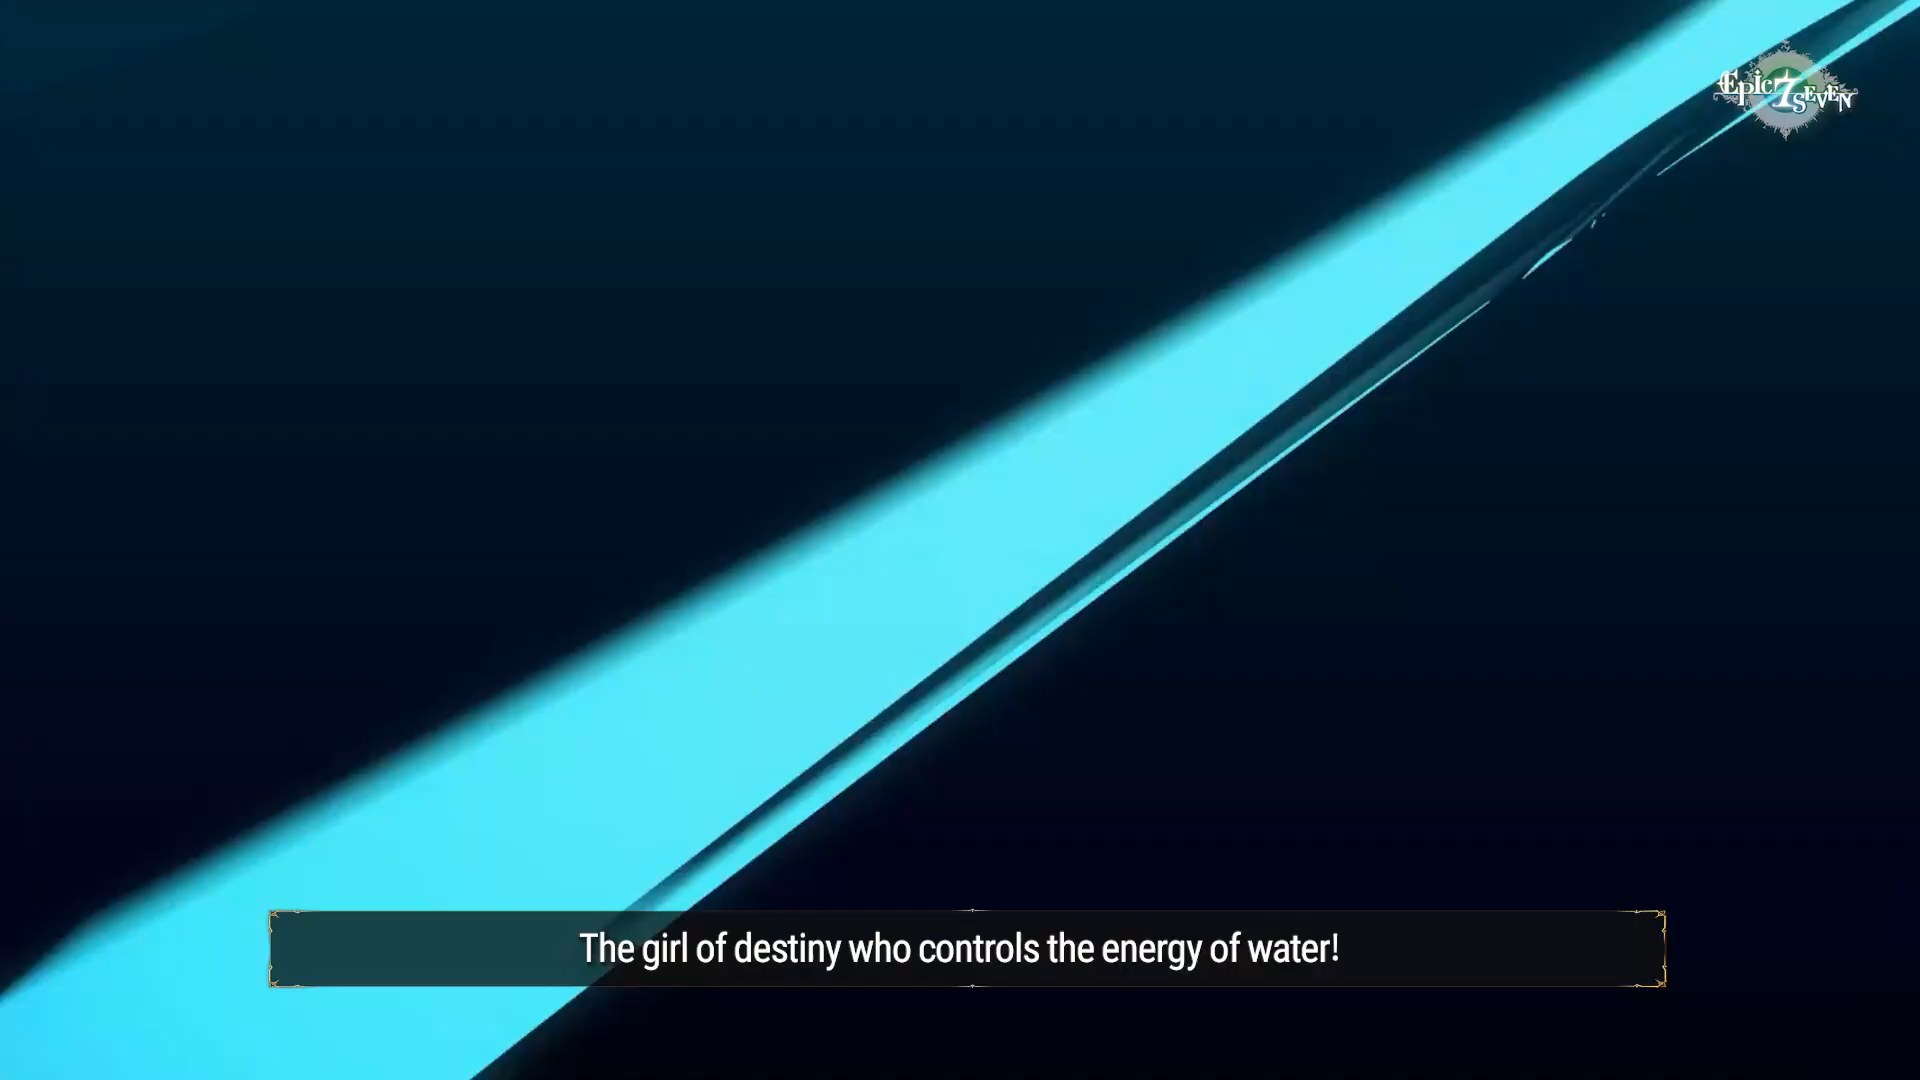 Epic 7 SEVEN
The girl of destiny who controls the energy of water!